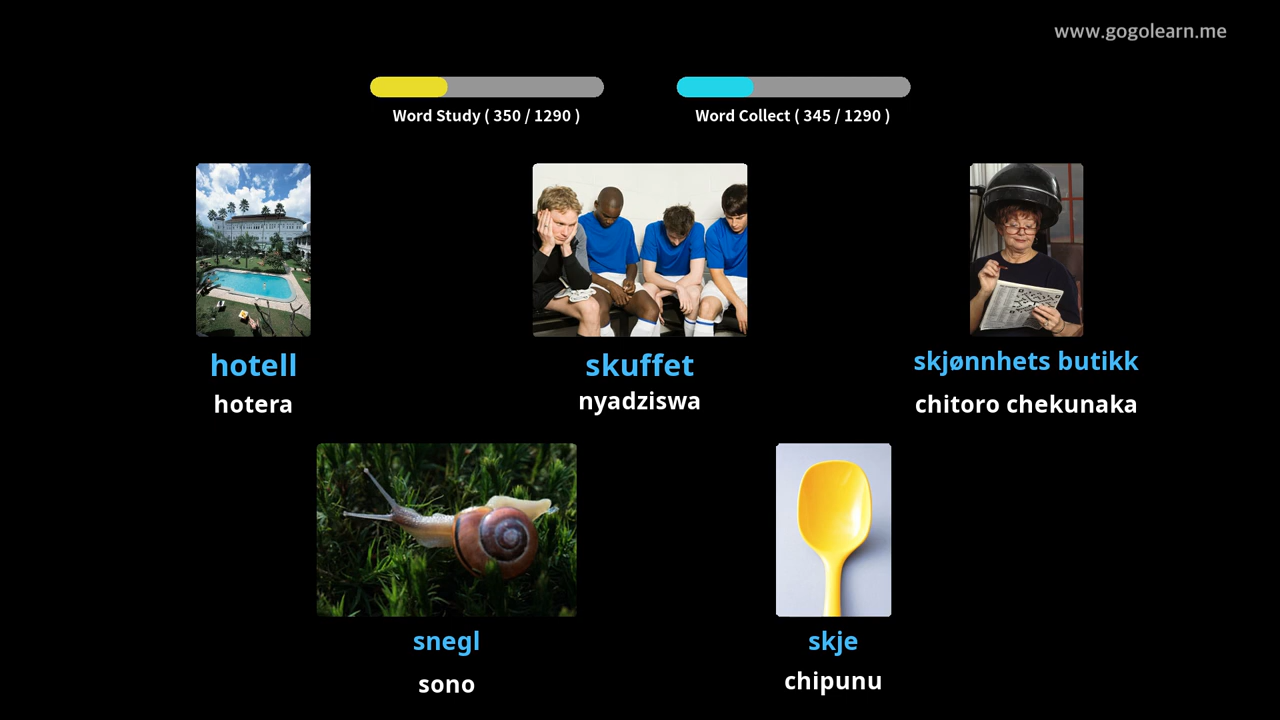 www.gogolearn.me
Word Study ( 350 / 1290 )
Word Collect ( 345 / 1290 )
hotell
hotera
skuffet
nyadziswa
skjønnhets butikk
chitoro chekunaka
snegl
sono
skje
chipunu